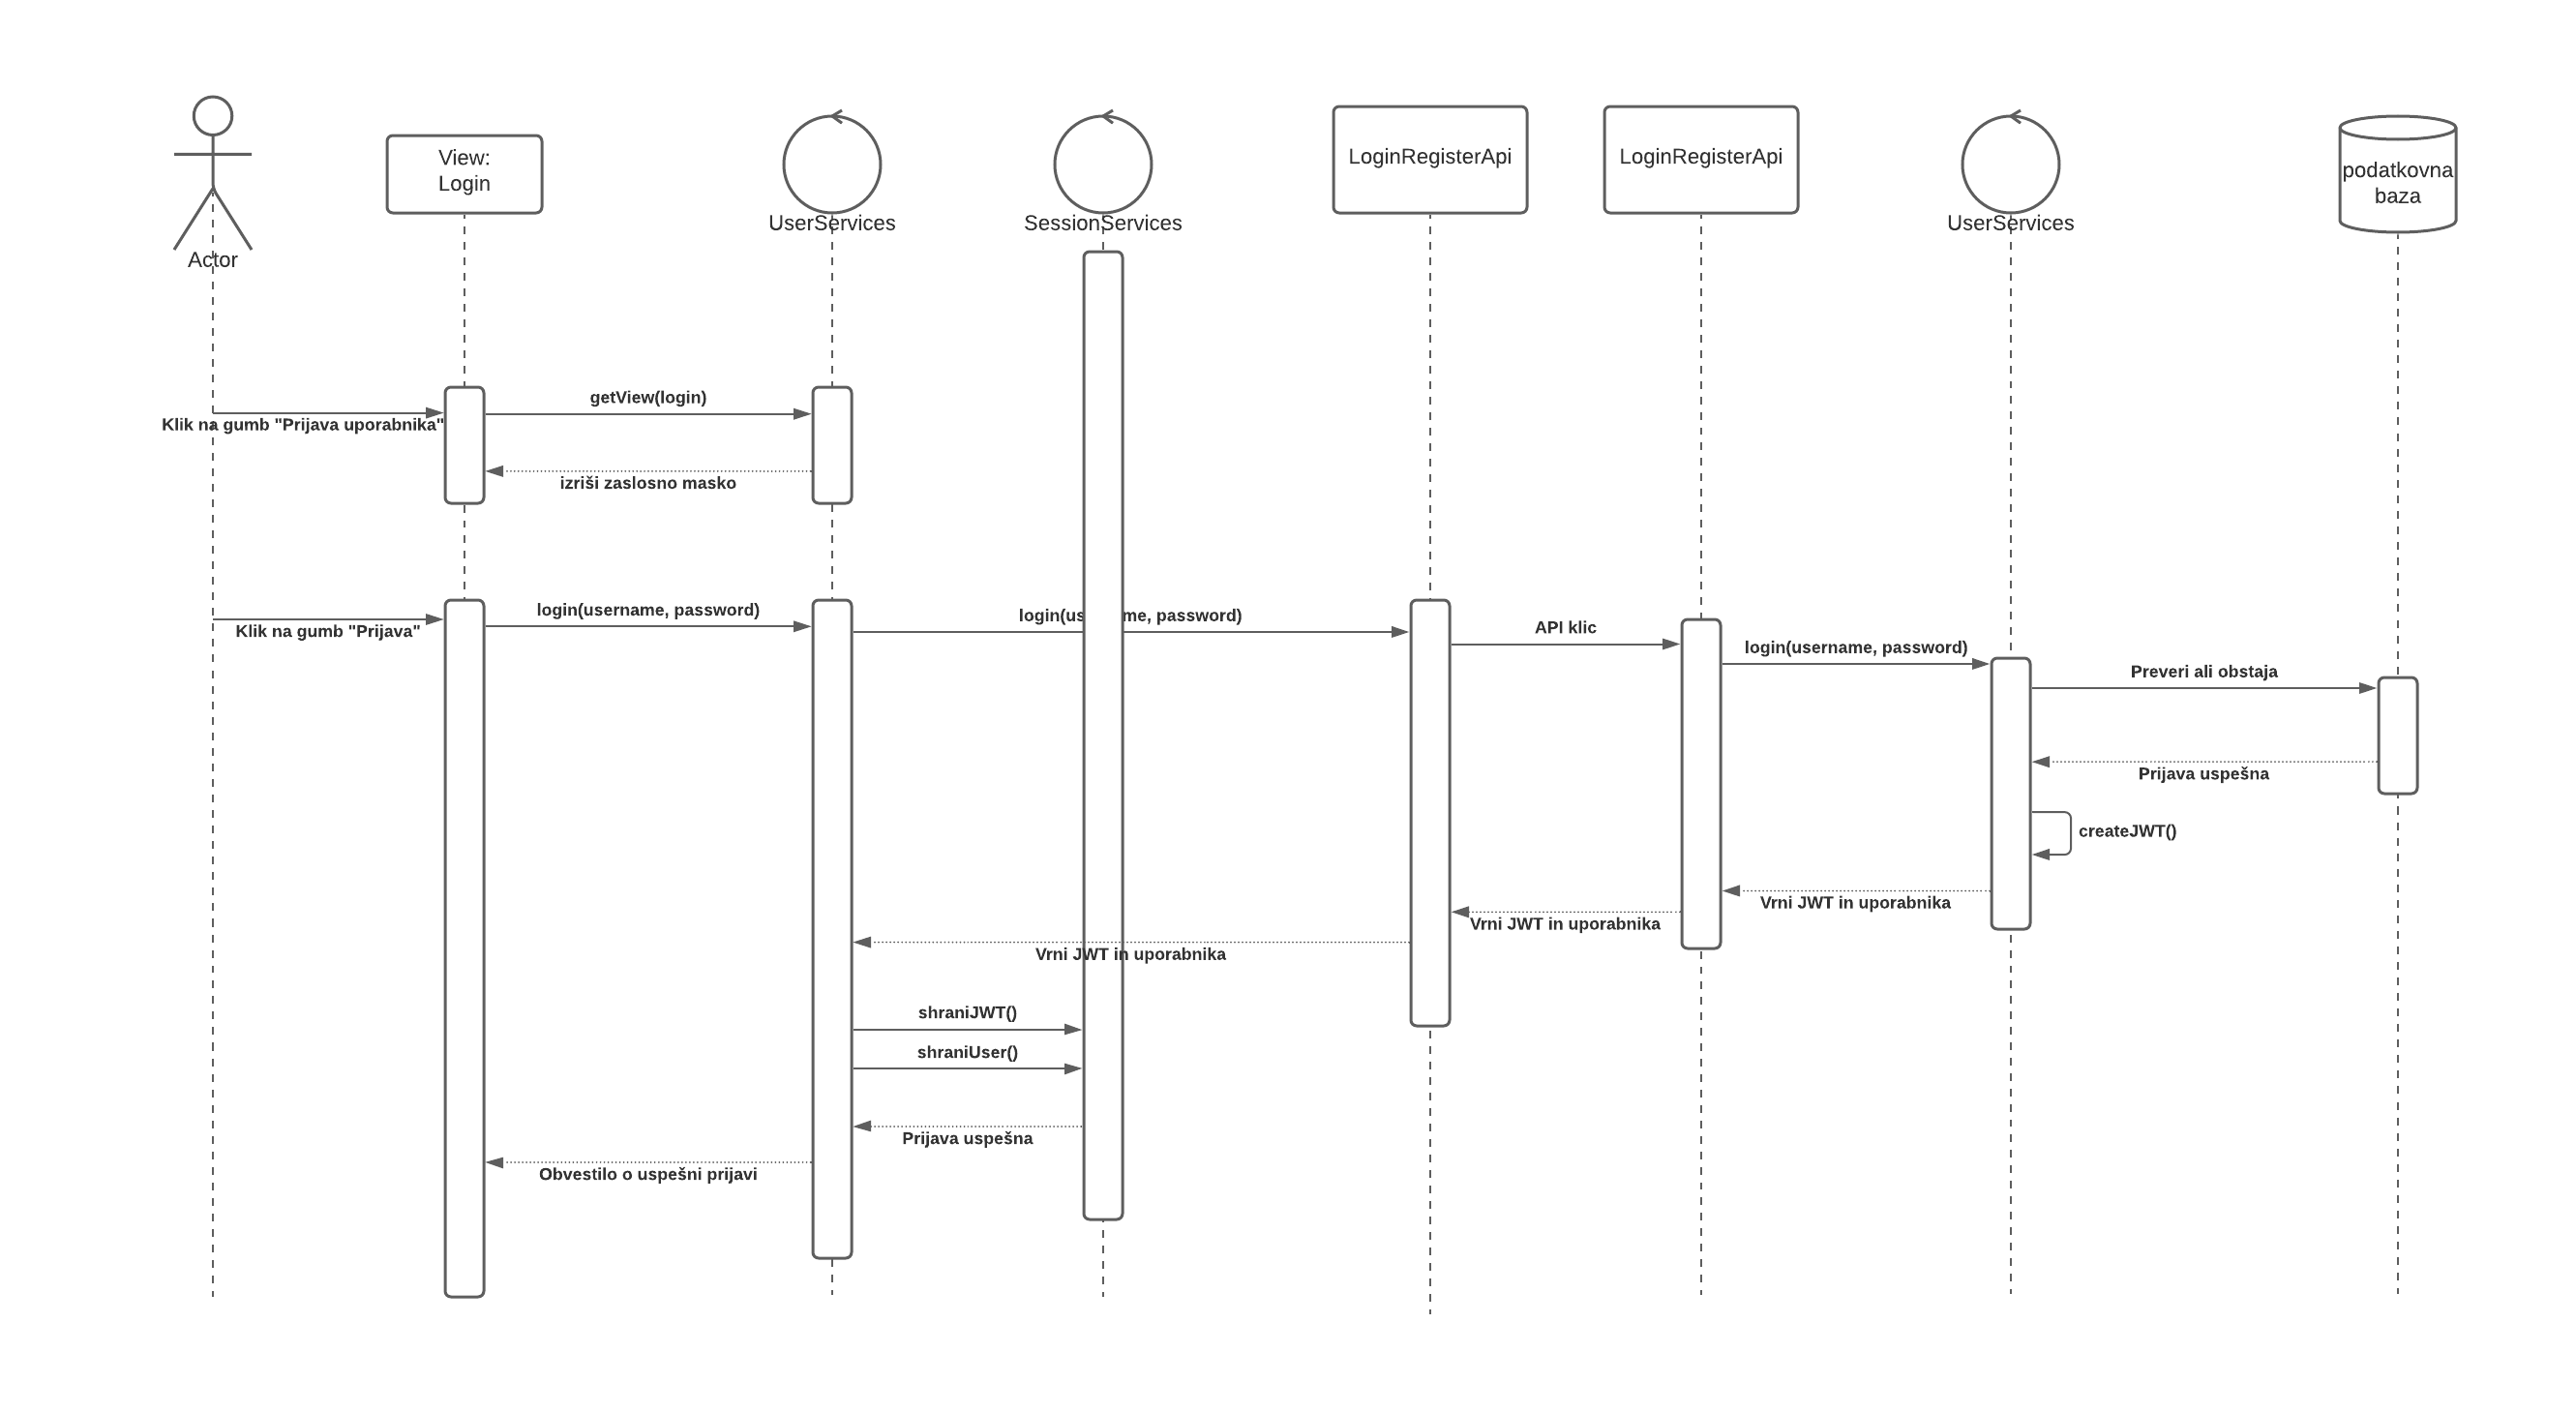 View:
Login
LoginRegisterApi
LoginRegisterApi
podatkovna
baza
UserServices
SessionServices
UserServices
Actor
getView(login)
Klik na gumb "Prijava uporabnika"
izriši zaslosno masko
login(username, password)
login(us me, password)
API klic
Klik na gumb "Prijava"
login(username, password)
Preveri ali obstaja
Prijava uspešna
createJWT()
Vrni JWT in uporabnika
Vrni JWT in uporabnika
Vrni JWT in uporabnika
shraniJWT()
shraniUser()
Prijava uspešna
Obvestilo o uspešni prijavi